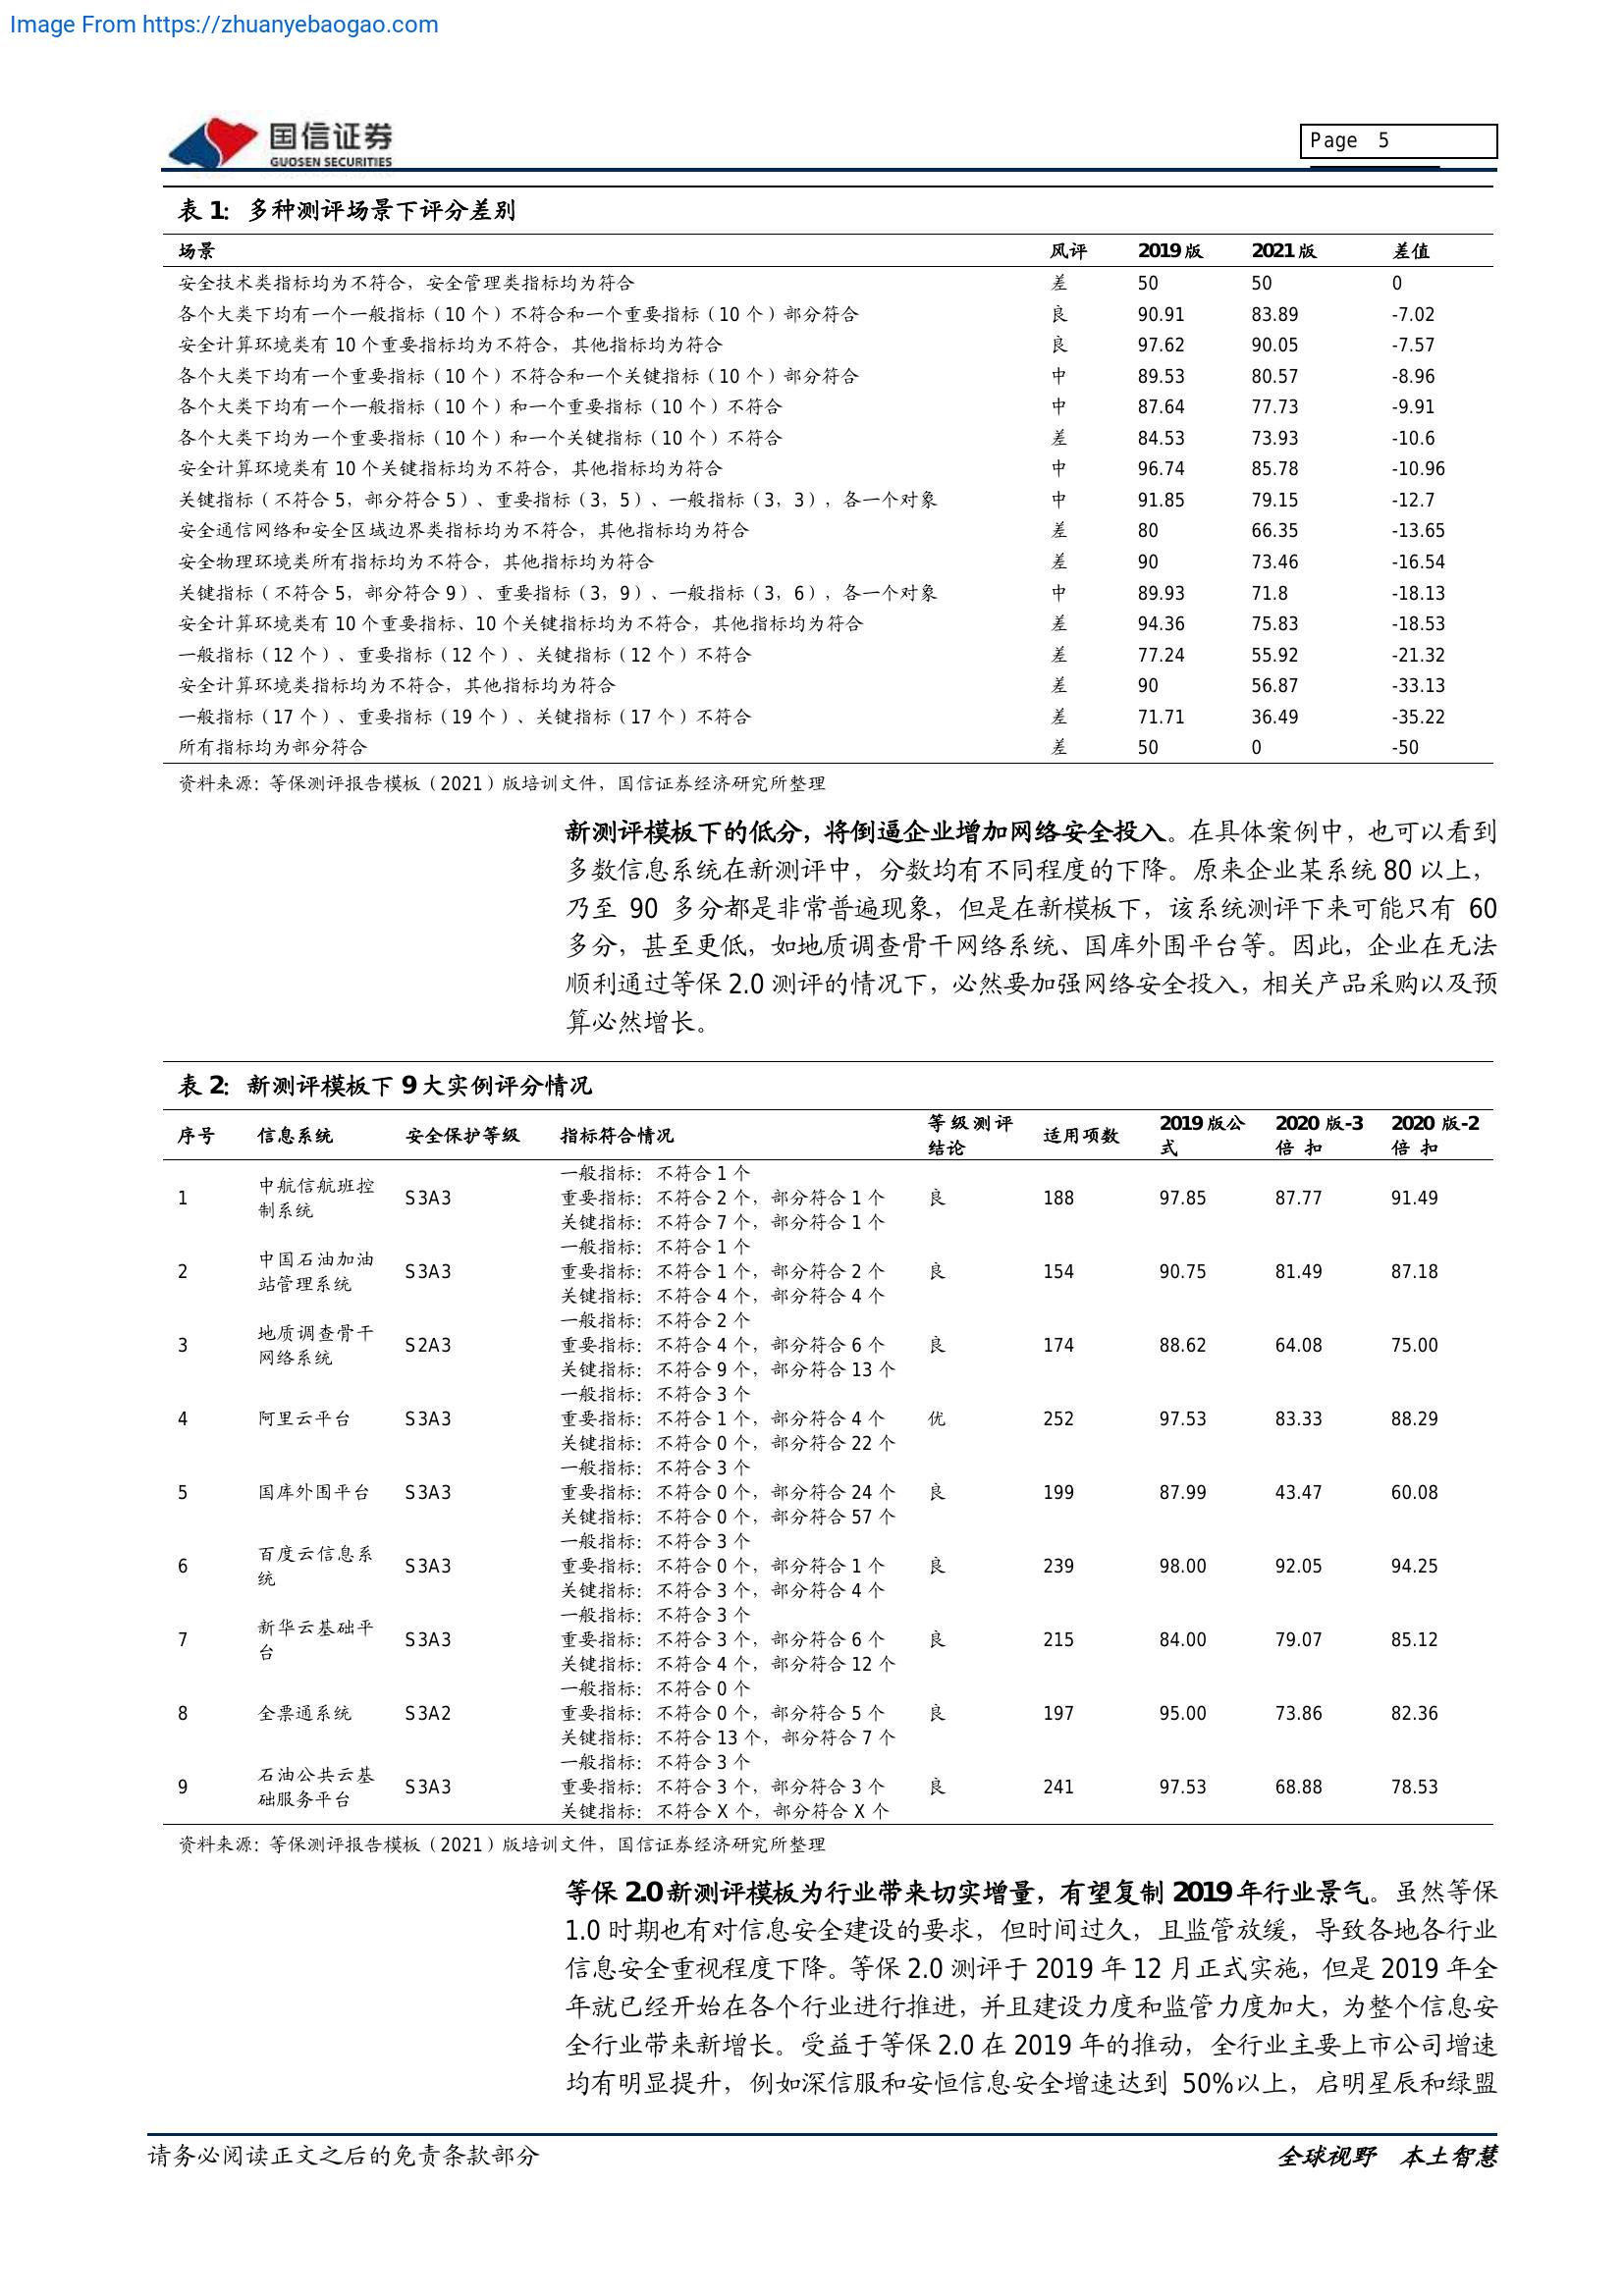 Image From https://zhuanyebaogao.com
国信证券
GUOSEN SECURITIES
Page 5
表 1：多种测评场景下评分差别
场景 风评 2019 版 2021 版 差值
安全技术类指标均为不符合，安全管理类指标均为符合 差 50 50 0
各个大类下均有一个一般指标（10 个）不符合和一个重要指标（10 个）部分符合 良 90.91 83.89 -7.02
安全计算环境类有 10 个重要指标均为不符合，其他指标均为符合 良 97.62 90.05 -7.57
各个大类下均有一个重要指标（10 个）不符合和一个关键指标（10 个）部分符合 中 89.53 80.57 -8.96
各个大类下均有一个一般指标（10 个）和一个重要指标（10 个）不符合 中 87.64 77.73 -9.91
各个大类下均为一个重要指标（10 个）和一个关键指标（10 个）不符合 差 84.53 73.93 -10.6
安全计算环境类有 10 个关键指标均为不符合，其他指标均为符合 中 96.74 85.78 -10.96
关键指标（不符合 5，部分符合 5）、重要指标（3，5）、一般指标（3，3），各一个对象 中 91.85 79.15 -12.7
安全通信网络和安全区域边界类指标均为不符合，其他指标均为符合 差 80 66.35 -13.65
安全物理环境类所有指标均为不符合，其他指标均为符合 差 90 73.46 -16.54
关键指标（不符合 5，部分符合 9）、重要指标（3，9）、一般指标（3，6），各一个对象 中 89.93 71.8 -18.13
安全计算环境类有 10 个重要指标、10 个关键指标均为不符合，其他指标均为符合 差 94.36 75.83 -18.53
一般指标（12 个）、重要指标（12 个）、关键指标（12 个）不符合 差 77.24 55.92 -21.32
安全计算环境类指标均为不符合，其他指标均为符合 差 90 56.87 -33.13
一般指标（17 个）、重要指标（19 个）、关键指标（17 个）不符合 差 71.71 36.49 -35.22
所有指标均为部分符合 差 50 0 -50
资料来源：等保测评报告模板（2021）版培训文件，国信证券经济研究所整理
新测评模板下的低分，将倒逼企业增加网络安全投入。在具体案例中，也可以看到
多数信息系统在新测评中，分数均有不同程度的下降。原来企业某系统 80 以上，
乃至 90 多分都是非常普遍现象，但是在新模板下，该系统测评下来可能只有 60
多分，甚至更低，如地质调查骨干网络系统、国库外围平台等。因此，企业在无法
顺利通过等保 2.0 测评的情况下，必然要加强网络安全投入，相关产品采购以及预
算必然增长。
表 2：新测评模板下 9 大实例评分情况
序号 信息系统 安全保护等级 指标符合情况 等级测评 适用项数 2019 版公 2020 版-3 2020 版-2
结论 式 倍 扣 倍 扣
一般指标：不符合 1 个
中航信航班控
1 S3A3 重要指标：不符合 2 个，部分符合 1 个 良 188 97.85 87.77 91.49
制系统
关键指标：不符合 7 个，部分符合 1 个
一般指标：不符合 1 个
中国石油加油
2 S3A3 重要指标：不符合 1 个，部分符合 2 个 良 154 90.75 81.49 87.18
站管理系统
关键指标：不符合 4 个，部分符合 4 个
一般指标：不符合 2 个
地质调查骨干
3 S2A3 重要指标：不符合 4 个，部分符合 6 个 良 174 88.62 64.08 75.00
网络系统
关键指标：不符合 9 个，部分符合 13 个
一般指标：不符合 3 个
4 阿里云平台 S3A3 重要指标：不符合 1 个，部分符合 4 个 优 252 97.53 83.33 88.29
关键指标：不符合 0 个，部分符合 22 个
一般指标：不符合 3 个
5 国库外围平台 S3A3 重要指标：不符合 0 个，部分符合 24 个 良 199 87.99 43.47 60.08
关键指标：不符合 0 个，部分符合 57 个
一般指标：不符合 3 个
百度云信息系
6 S3A3 重要指标：不符合 0 个，部分符合 1 个 良 239 98.00 92.05 94.25
统
关键指标：不符合 3 个，部分符合 4 个
一般指标：不符合 3 个
新华云基础平
7 S3A3 重要指标：不符合 3 个，部分符合 6 个 良 215 84.00 79.07 85.12
台
关键指标：不符合 4 个，部分符合 12 个
一般指标：不符合 0 个
8 全票通系统 S3A2 重要指标：不符合 0 个，部分符合 5 个 良 197 95.00 73.86 82.36
关键指标：不符合 13 个，部分符合 7 个
一般指标：不符合 3 个
石油公共云基
9 S3A3 重要指标：不符合 3 个，部分符合 3 个 良 241 97.53 68.88 78.53
础服务平台
关键指标：不符合 X 个，部分符合 X 个
资料来源：等保测评报告模板（2021）版培训文件，国信证券经济研究所整理
等保 2.0 新测评模板为行业带来切实增量，有望复制 2019 年行业景气。虽然等保
1.0 时期也有对信息安全建设的要求，但时间过久，且监管放缓，导致各地各行业
信息安全重视程度下降。等保 2.0 测评于 2019 年 12 月正式实施，但是 2019 年全
年就已经开始在各个行业进行推进，并且建设力度和监管力度加大，为整个信息安
全行业带来新增长。受益于等保 2.0 在 2019 年的推动，全行业主要上市公司增速
均有明显提升，例如深信服和安恒信息安全增速达到 50%以上，启明星辰和绿盟
请务必阅读正文之后的免责条款部分
全球视野 本土智慧